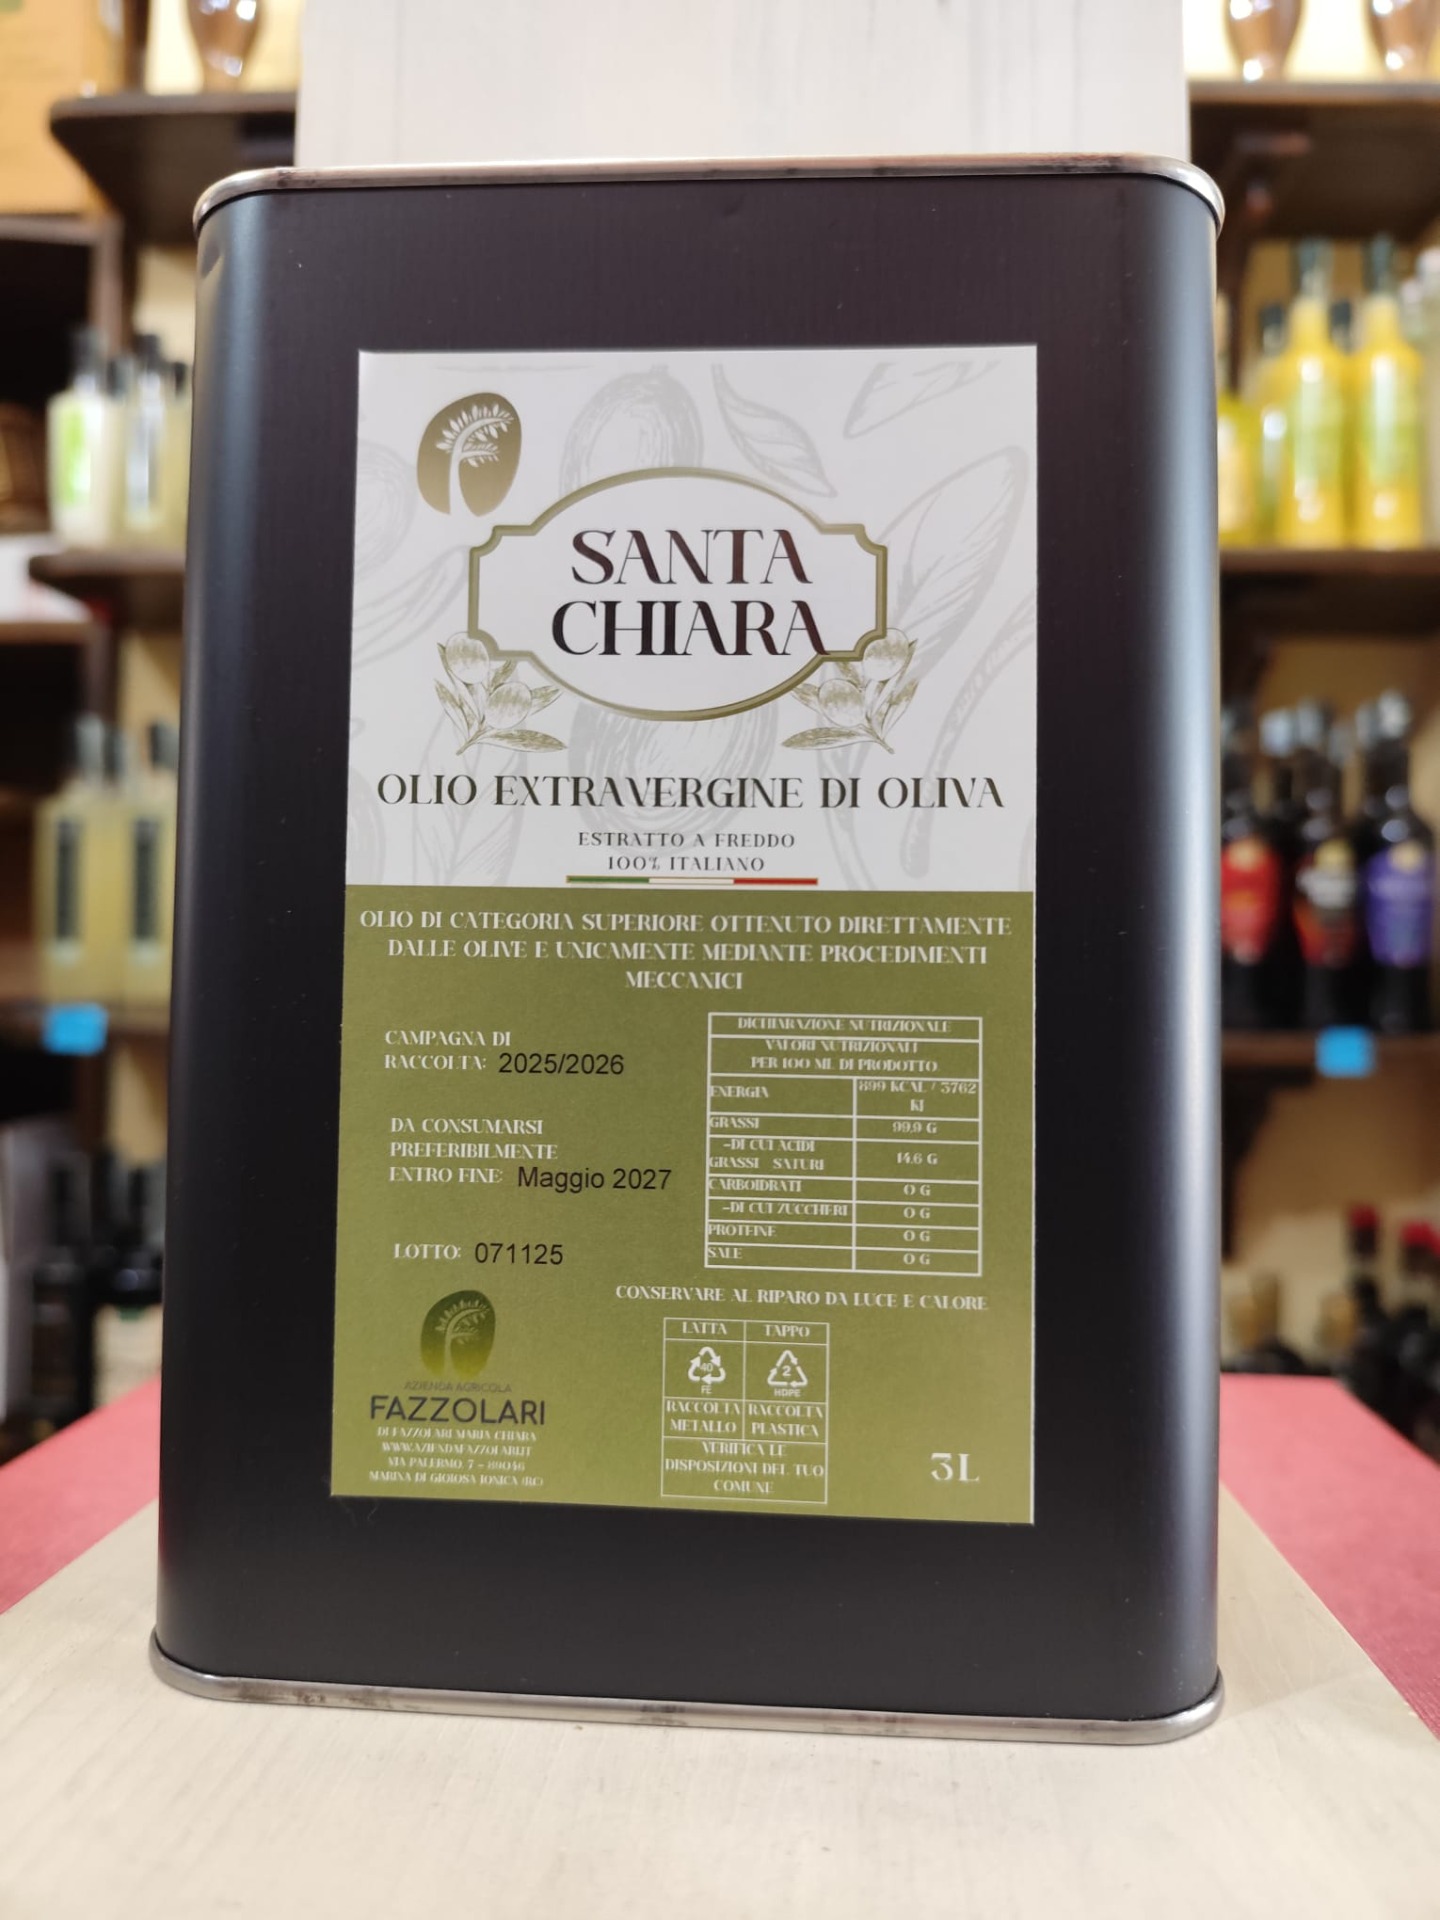 SANTA
CHIARA
OLIO EXTRAVERGINE DI OLIVA
ESTRATTO A FREDDO
100% ITALIANO
OLIO DI CATEGORIA SUPERIORE OTTENUTO DIRETTAMENTE
DALLE OLIVE E UNICAMENTE MEDIANTE PROCEDIMENTI
MECCANICI
CAMPAGNA DI
RACCOLTA: 2025/2026
DA CONSUMARSI
PREFERIBILMENTE
ENTRO FINE: Maggio 2027
LOTTO: 071125
DICHIARAZIONE NUTRIZIONALE
VALORI NUTRIZIONALI
PER 100 ML DI PRODOTTO
ENERGIA 899 KCAL / 3762
KJ
GRASSI 99,9 G
-DI CUI ACIDI
GRASSI SATURI 14,6 G
CARBOIDRATI 0 G
-DI CUI ZUCCHERI 0 G
PROTEINE 0 G
SALE 0 G
CONSERVARE AL RIPARO DA LUCE E CALORE
LATTA TAPPO
40 2
FE HDPE
RACCOLTA RACCOLTA
METALLO PLASTICA
VERIFICA LE
DISPOSIZIONI DEL TUO
COMUNE
AZIENDA AGRICOLA
FAZZOLARI
DI FAZZOLARI MARIA CHIARA
WWW.AZIENDAFAZZOLARI.IT
VIA PALERMO, 7 - 89046
MARINA DI GIOIOSA IONICA (RC)
3L